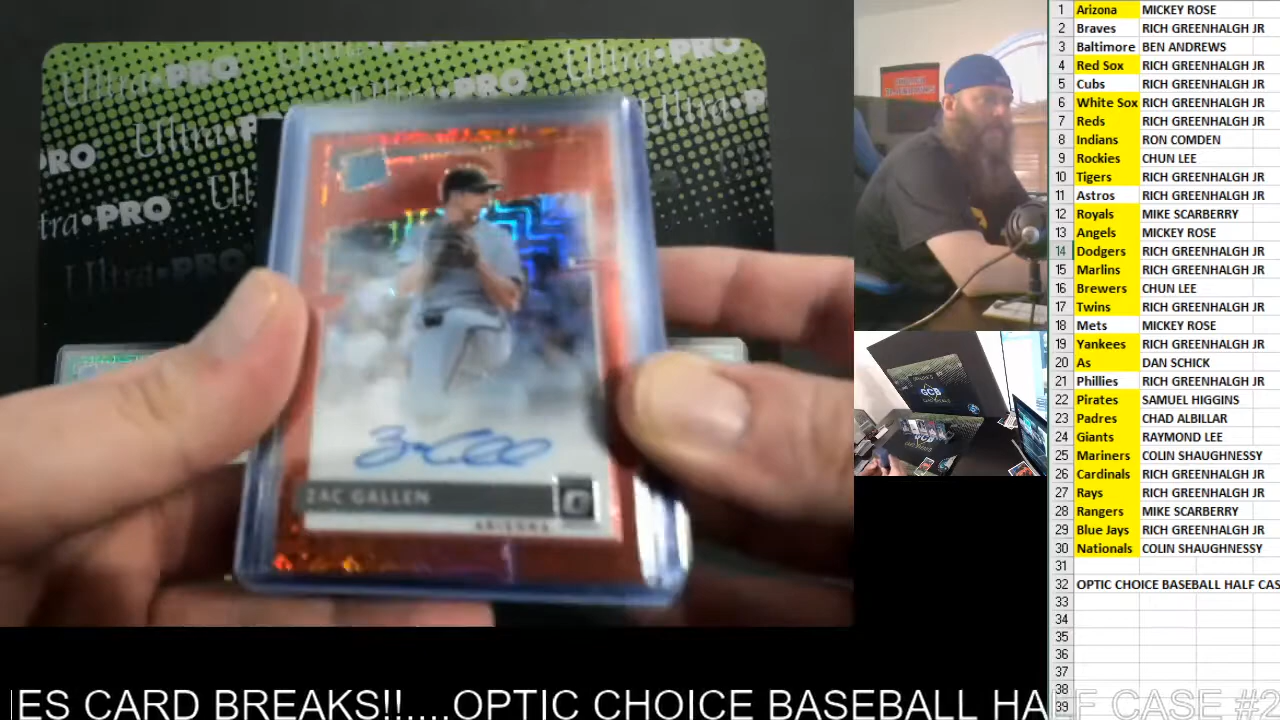 Ultra•PRO
ZAC GALLEN
ARIZONA
1 Arizona MICKEY ROSE
2 Braves RICH GREENHALGH JR
3 Baltimore BEN ANDREWS
4 Red Sox RICH GREENHALGH JR
5 Cubs RICH GREENHALGH JR
6 White Sox RICH GREENHALGH JR
7 Reds RICH GREENHALGH JR
8 Indians RON COMDEN
9 Rockies CHUN LEE
10 Tigers RICH GREENHALGH JR
11 Astros RICH GREENHALGH JR
12 Royals MIKE SCARBERRY
13 Angels MICKEY ROSE
14 Dodgers RICH GREENHALGH JR
15 Marlins RICH GREENHALGH JR
16 Brewers CHUN LEE
17 Twins RICH GREENHALGH JR
18 Mets MICKEY ROSE
19 Yankees RICH GREENHALGH JR
20 As DAN SCHICK
21 Phillies RICH GREENHALGH JR
22 Pirates SAMUEL HIGGINS
23 Padres CHAD ALBILLAR
24 Giants RAYMOND LEE
25 Mariners COLIN SHAUGHNESSY
26 Cardinals RICH GREENHALGH JR
27 Rays RICH GREENHALGH JR
28 Rangers MIKE SCARBERRY
29 Blue Jays RICH GREENHALGH JR
30 Nationals COLIN SHAUGHNESSY
31
32 OPTIC CHOICE BASEBALL HALF CAS
33
34
35
36
37
38
39
GCB
ES CARD BREAKS!!....OPTIC CHOICE BASEBALL HALF CASE #2